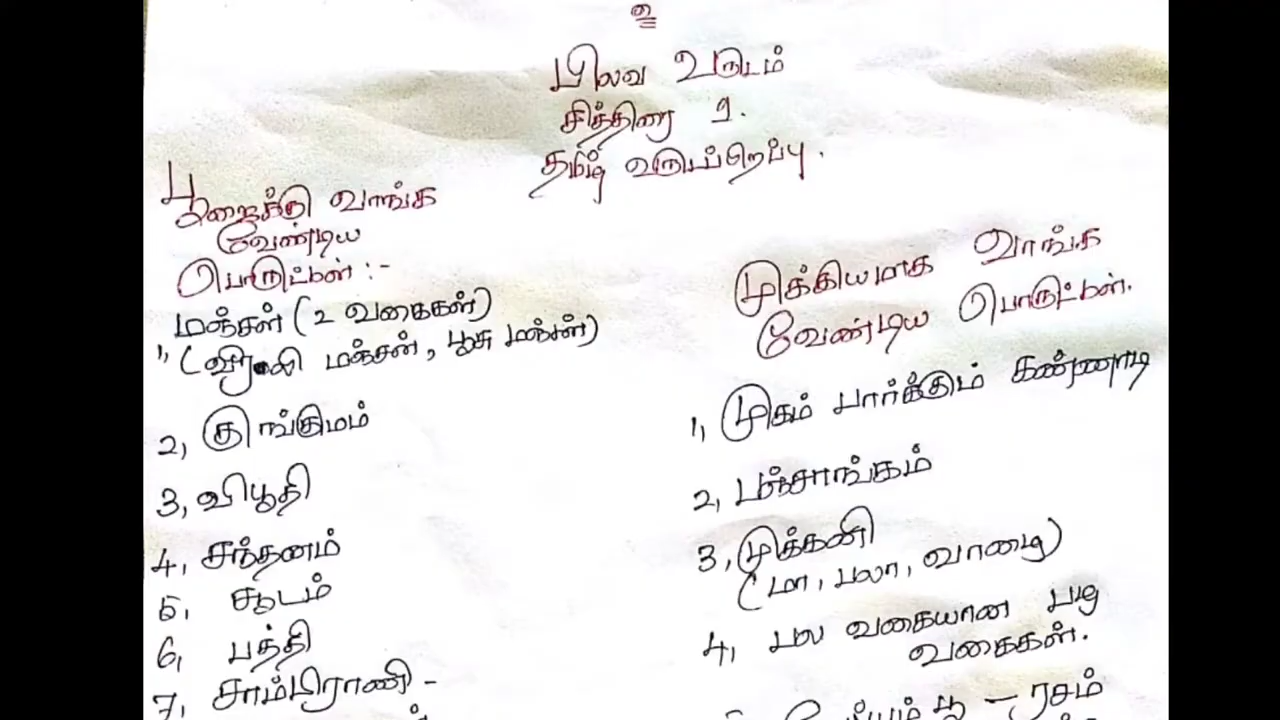 உ
பிலவ வருடம்
சித்திரை 1.
தமிழ் வருடப்பிறப்பு.
பூஜைக்கு வாங்க
வேண்டிய
பொருட்கள் :-
மஞ்சள் (2 வகைகள்)
1, (விரலி மஞ்சள், பூசு மஞ்சள்)
2, குங்குமம்
3, விபூதி
4, சந்தனம்
5, சூடம்
6, பத்தி
7, சாம்பிராணி -
முக்கியமாக வாங்க
வேண்டிய பொருட்கள்.
1, முகம் பார்க்கும் கண்ணாடி
2, பஞ்சாங்கம்
3, முக்கனி
(மா, பலா, வாழை)
4, பல வகையான பழ
வகைகள்.
பூ - ரசம்